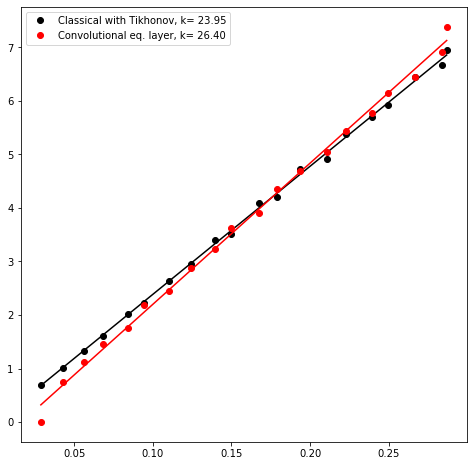 Classical with Tikhonov, k= 23.95
Convolutional eq. layer, k= 26.40
7
6
5
4
3
2
1
0
0.05 0.10 0.15 0.20 0.25